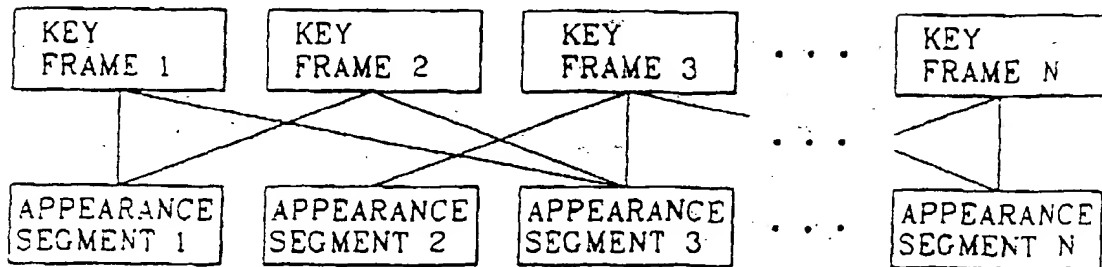 KEY
FRAME 1
KEY
FRAME 2
KEY
FRAME 3
KEY
FRAME N
APPEARANCE
SEGMENT 1
APPEARANCE
SEGMENT 2
APPEARANCE
SEGMENT 3
APPEARANCE
SEGMENT N